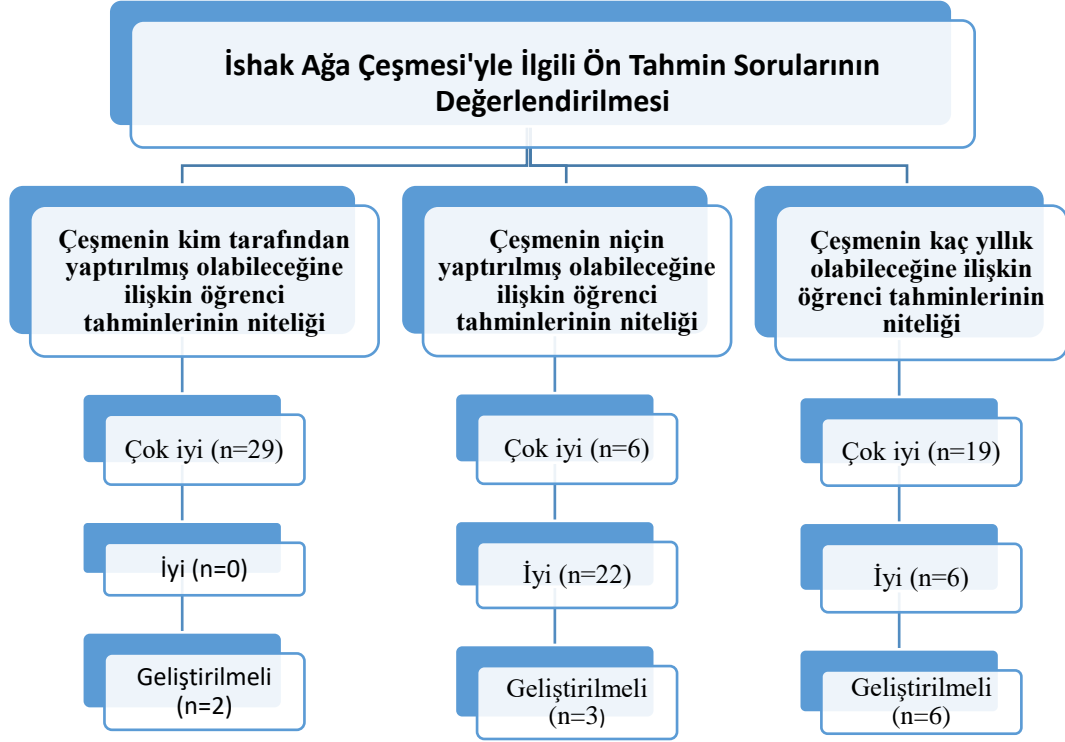 İshak Ağa Çeşmesi'yle İlgili Ön Tahmin Sorularının
Değerlendirilmesi
Çeşmenin kim tarafından
yaptırılmış olabileceğine
ilişkin öğrenci
tahminlerinin niteliği
Çok iyi (n=29)
İyi (n=0)
Geliştirilmeli
(n=2)
Çeşmenin niçin
yaptırılmış olabileceğine
ilişkin öğrenci
tahminlerinin niteliği
Çok iyi (n=6)
İyi (n=22)
Geliştirilmeli
(n=3)
Çeşmenin kaç yıllık
olabileceğine ilişkin
öğrenci tahminlerinin
niteliği
Çok iyi (n=19)
İyi (n=6)
Geliştirilmeli
(n=6)